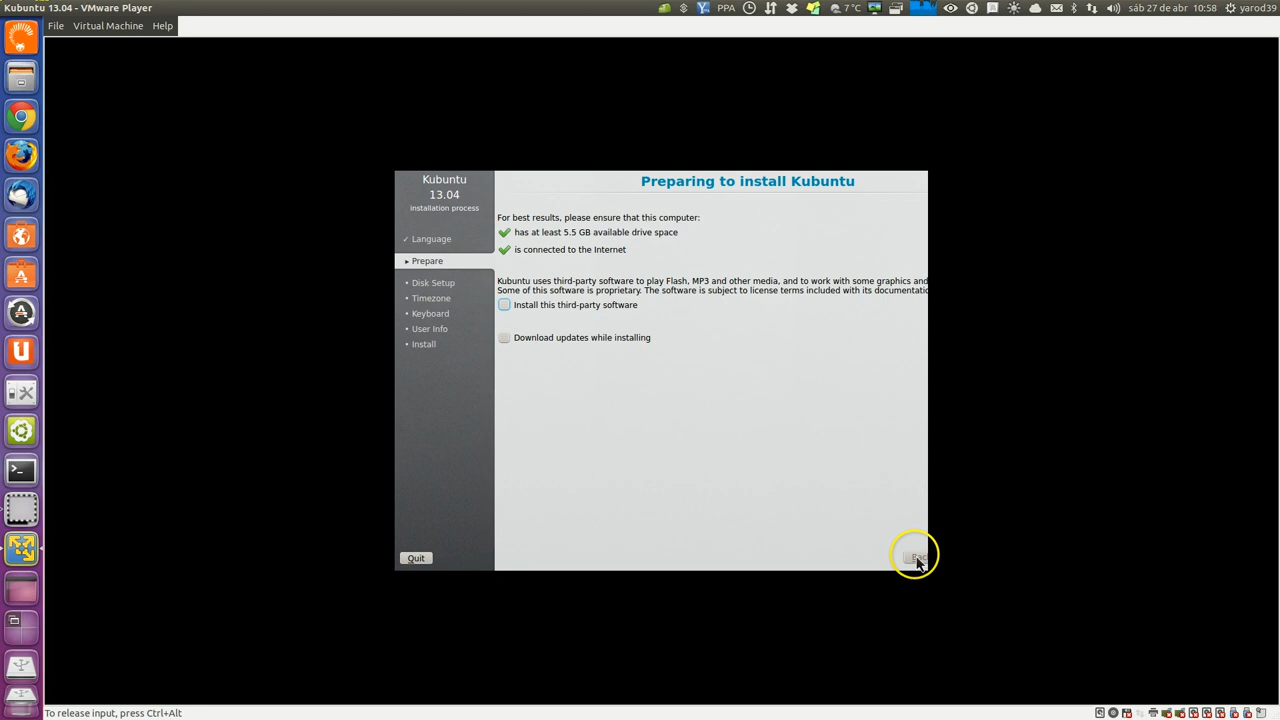 Kubuntu 13.04 - VMware Player
PPA
7 °C
sáb 27 de abr
10:58
yarod39
File Virtual Machine Help
Kubuntu
13.04
installation process
✓ Language
▸ Prepare
• Disk Setup
• Timezone
• Keyboard
• User Info
• Install
Quit
Preparing to install Kubuntu
For best results, please ensure that this computer:
has at least 5.5 GB available drive space
is connected to the Internet
Kubuntu uses third-party software to play Flash, MP3 and other media, and to work with some graphics and
Some of this software is proprietary. The software is subject to license terms included with its documentatio
Install this third-party software
Download updates while installing
To release input, press Ctrl+Alt